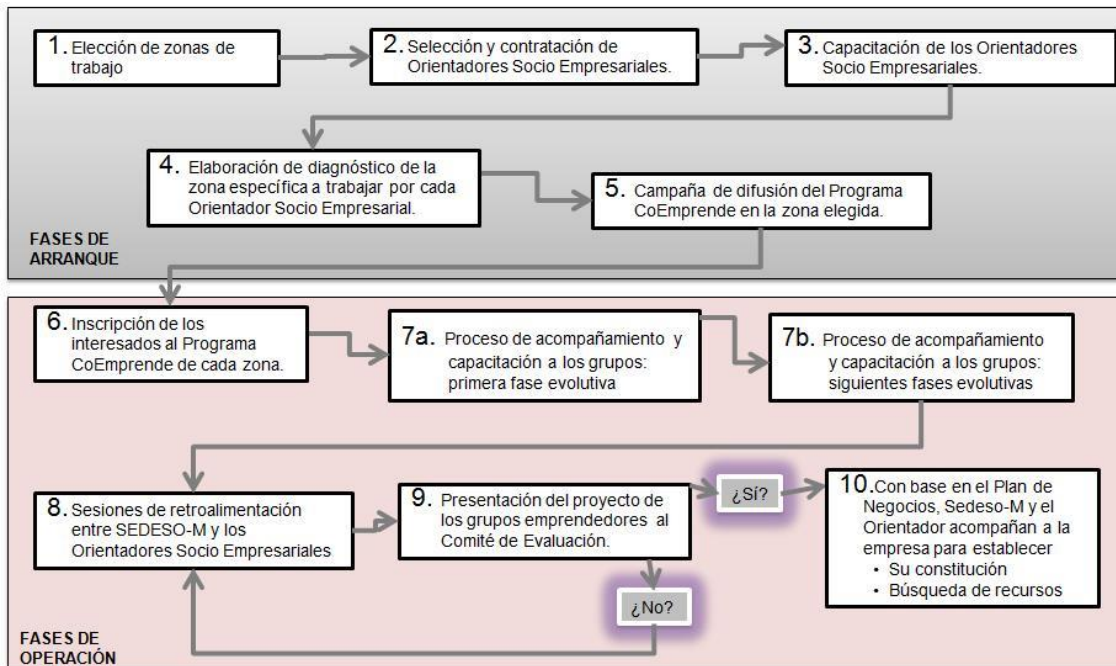 1. Elección de zonas de
trabajo
2. Selección y contratación de
Orientadores Socio Empresariales.
3. Capacitación de los Orientadores
Socio Empresariales.
4. Elaboración de diagnóstico de la
zona específica a trabajar por cada
Orientador Socio Empresarial.
5. Campaña de difusión del Programa
CoEmprende en la zona elegida.
FASES DE
ARRANQUE
6. Inscripción de los
interesados al Programa
CoEmprende de cada zona.
7a. Proceso de acompañamiento y
capacitación a los grupos:
primera fase evolutiva
7b. Proceso de acompañamiento
y capacitación a los grupos:
siguientes fases evolutivas
8. Sesiones de retroalimentación
entre SEDESO-M y los
Orientadores Socio Empresariales
9. Presentación del proyecto de
los grupos emprendedores al
Comité de Evaluación.
¿Sí?
¿No?
10. Con base en el Plan de
Negocios, Sedeso-M y el
Orientador acompañan a la
empresa para establecer
• Su constitución
• Búsqueda de recursos
FASES DE
OPERACIÓN